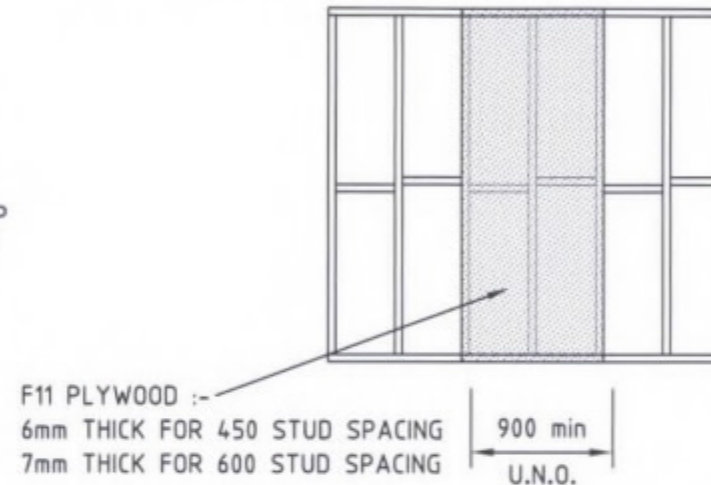 F11 PLYWOOD :-
6mm THICK FOR 450 STUD SPACING
7mm THICK FOR 600 STUD SPACING
900 min
U.N.O.